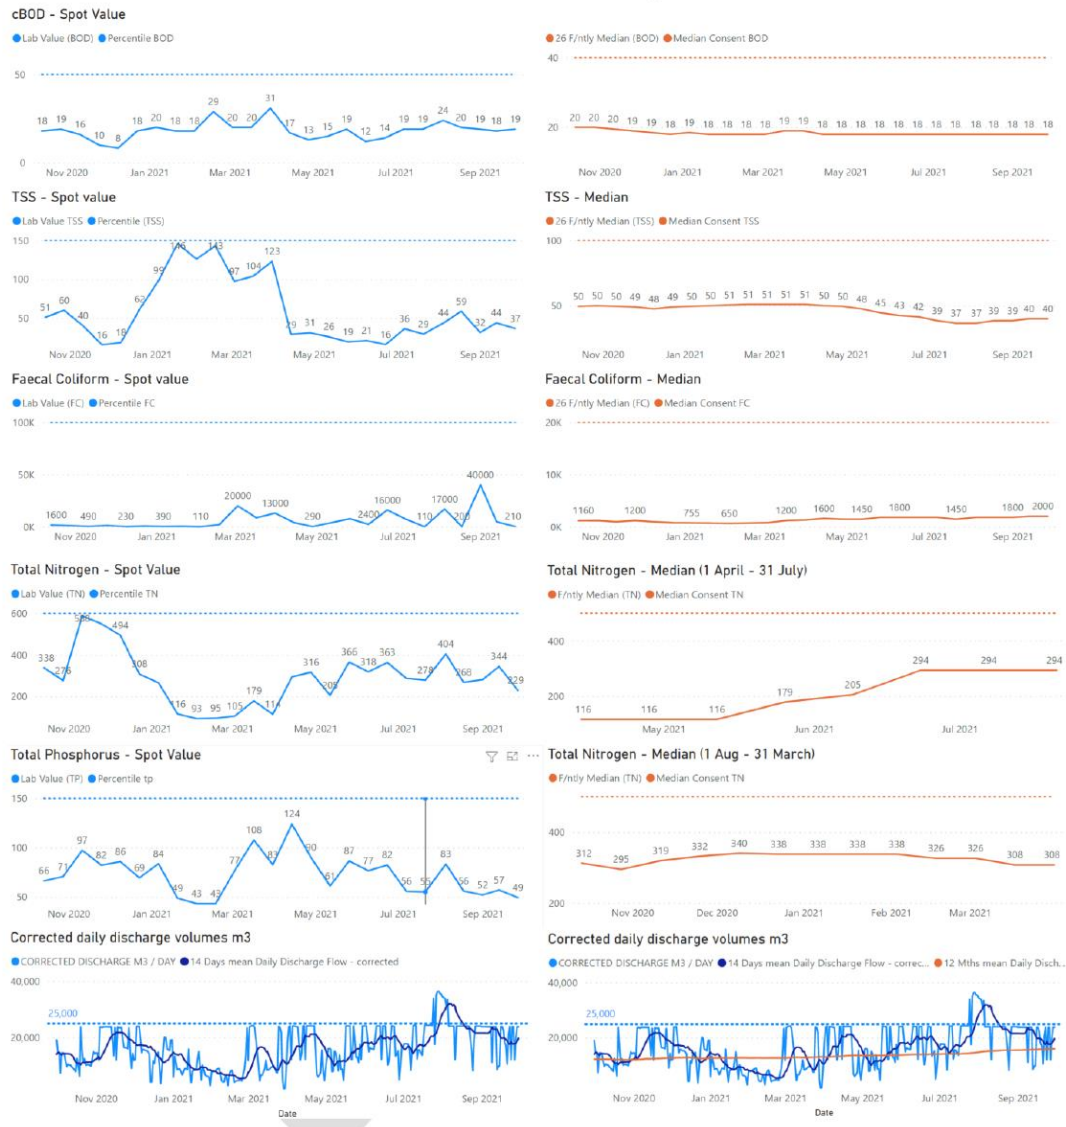 cBOD - Spot Value
Lab Value (BOD) Percentile BOD
50
18 19 16 10 8 18 20 18 18 29 20 20 31 17 13 15 19 12 14 19 19 24 20 19 18 19
0
Nov 2020 Jan 2021 Mar 2021 May 2021 Jul 2021 Sep 2021
26 F/ntly Median (BOD) Median Consent BOD
40
20 20 20 19 19 18 19 18 18 18 18 19 19 18 18 18 18 18 18 18 18 18 18 18 18 18
20
Nov 2020 Jan 2021 Mar 2021 May 2021 Jul 2021 Sep 2021
TSS - Spot value
Lab Value TSS Percentile (TSS)
150
146 143
123
99 97 104
100
51 60 40 16 18 62 29 31 26 19 21 16 36 29 44 59 32 44 37
50
Nov 2020 Jan 2021 Mar 2021 May 2021 Jul 2021 Sep 2021
TSS - Median
26 F/ntly Median (TSS) Median Consent TSS
100
50 50 50 49 48 49 50 50 51 51 51 51 51 50 50 48 45 43 42 39 37 37 39 39 40 40
50
Nov 2020 Jan 2021 Mar 2021 May 2021 Jul 2021 Sep 2021
Faecal Coliform - Spot value
Lab Value (FC) Percentile FC
100K
50K
1600 490 230 390 110 20000 13000 290 2400 16000 110 17000 40000 210
0K
Nov 2020 Jan 2021 Mar 2021 May 2021 Jul 2021 Sep 2021
Faecal Coliform - Median
26 F/ntly Median (FC) Median Consent FC
20K
10K
1160 1200 755 650 1200 1600 1450 1800 1450 1800 2000
0K
Nov 2020 Jan 2021 Mar 2021 May 2021 Jul 2021 Sep 2021
Total Nitrogen - Spot Value
Lab Value (TN) Percentile TN
600
400
338 276 494 308 116 93 95 105 179 114 316 205 366 318 363 278 404 268 344 229
200
Nov 2020 Jan 2021 Mar 2021 May 2021 Jul 2021 Sep 2021
Total Nitrogen - Median (1 April - 31 July)
F/ntly Median (TN) Median Consent TN
400
116 116 116 179 205 294 294 294
200
May 2021 Jun 2021 Jul 2021
Total Phosphorus - Spot Value
Lab Value (TP) Percentile tp
150
100
66 71 97 82 86 69 84 49 43 43 77 108 83 124 90 61 87 77 82 56 55 83 56 52 57 49
50
Nov 2020 Jan 2021 Mar 2021 May 2021 Jul 2021 Sep 2021
Total Nitrogen - Median (1 Aug - 31 March)
F/ntly Median (TN) Median Consent TN
400
312 295 319 332 340 338 338 338 338 326 326 308 308
200
Nov 2020 Dec 2020 Jan 2021 Feb 2021 Mar 2021
Corrected daily discharge volumes m3
CORRECTED DISCHARGE M3 / DAY 14 Days mean Daily Discharge Flow - corrected
40,000
25,000
20,000
Nov 2020 Jan 2021 Mar 2021 May 2021 Jul 2021 Sep 2021
Date
Corrected daily discharge volumes m3
CORRECTED DISCHARGE M3 / DAY 14 Days mean Daily Discharge Flow - correc... 12 Mths mean Daily Disch...
40,000
25,000
20,000
Nov 2020 Jan 2021 Mar 2021 May 2021 Jul 2021 Sep 2021
Date